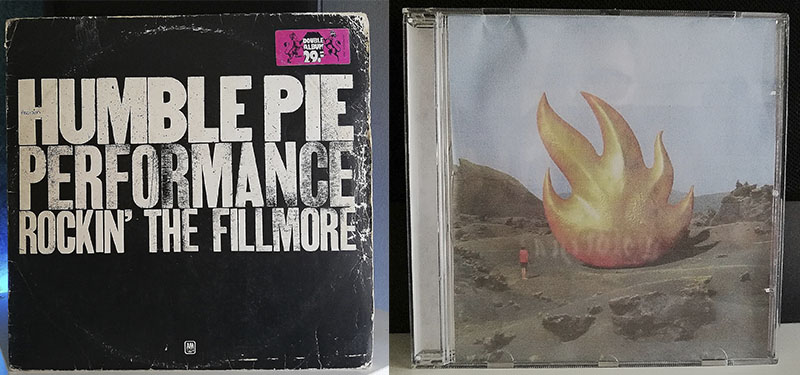 DOUBLE
ALBUM
29.-
HUMBLE PIE
PERFORMANCE
ROCKIN' THE FILLMORE
A&M